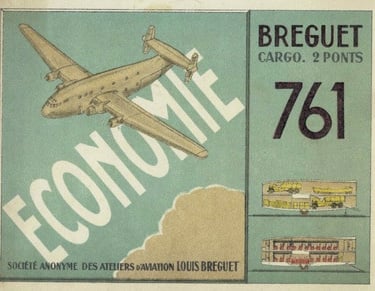 BREGUET
CARGO. 2 PONTS
761
ECONOMIE
SOCIÉTÉ ANONYME DES ATELIERS D'AVIATION LOUIS BREGUET